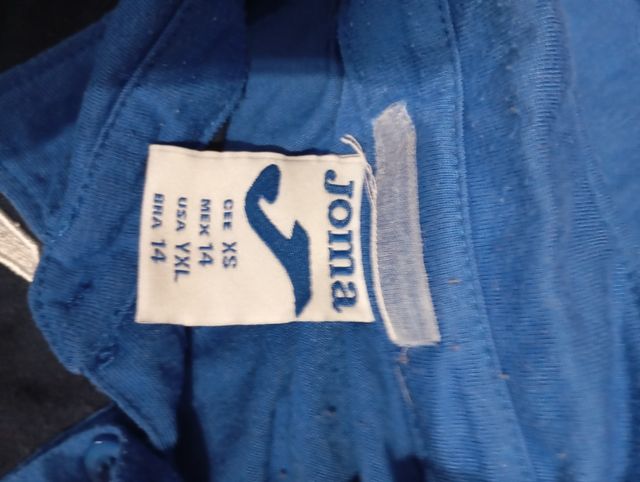 Joma
CEE XS
MEX 14
USA YXL
BRA 14